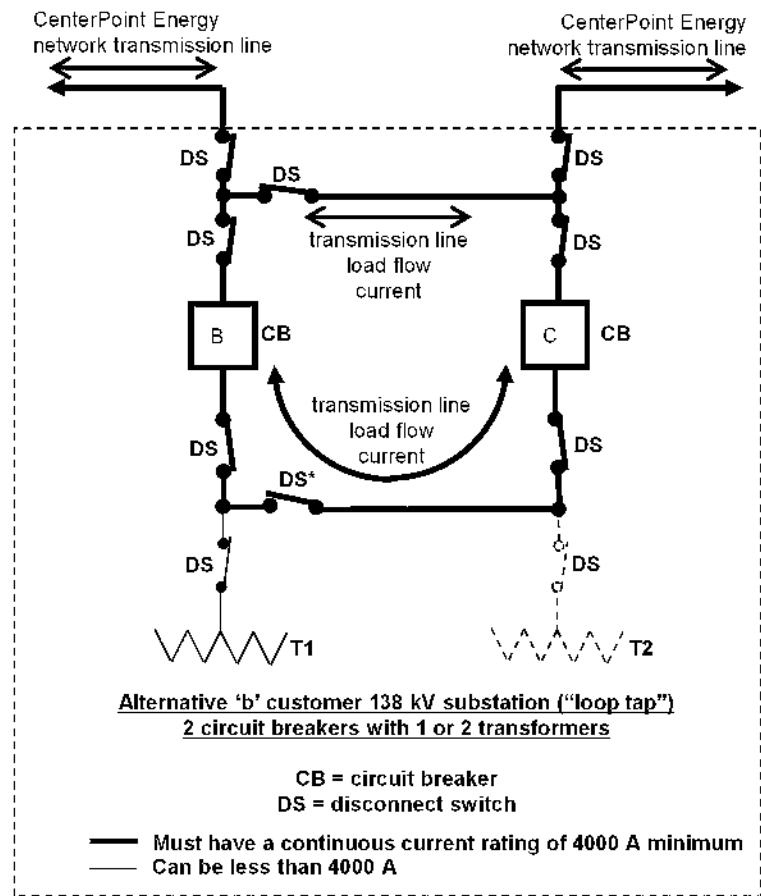 CenterPoint Energy
network transmission line
CenterPoint Energy
network transmission line
DS
DS
DS
DS
DS
transmission line
load flow
current
B
CB
C
CB
transmission line
load flow
current
DS
DS
DS*
DS
DS
T1
T2
Alternative ‘b’ customer 138 kV substation (“loop tap”)
2 circuit breakers with 1 or 2 transformers
CB = circuit breaker
DS = disconnect switch
Must have a continuous current rating of 4000 A minimum
Can be less than 4000 A